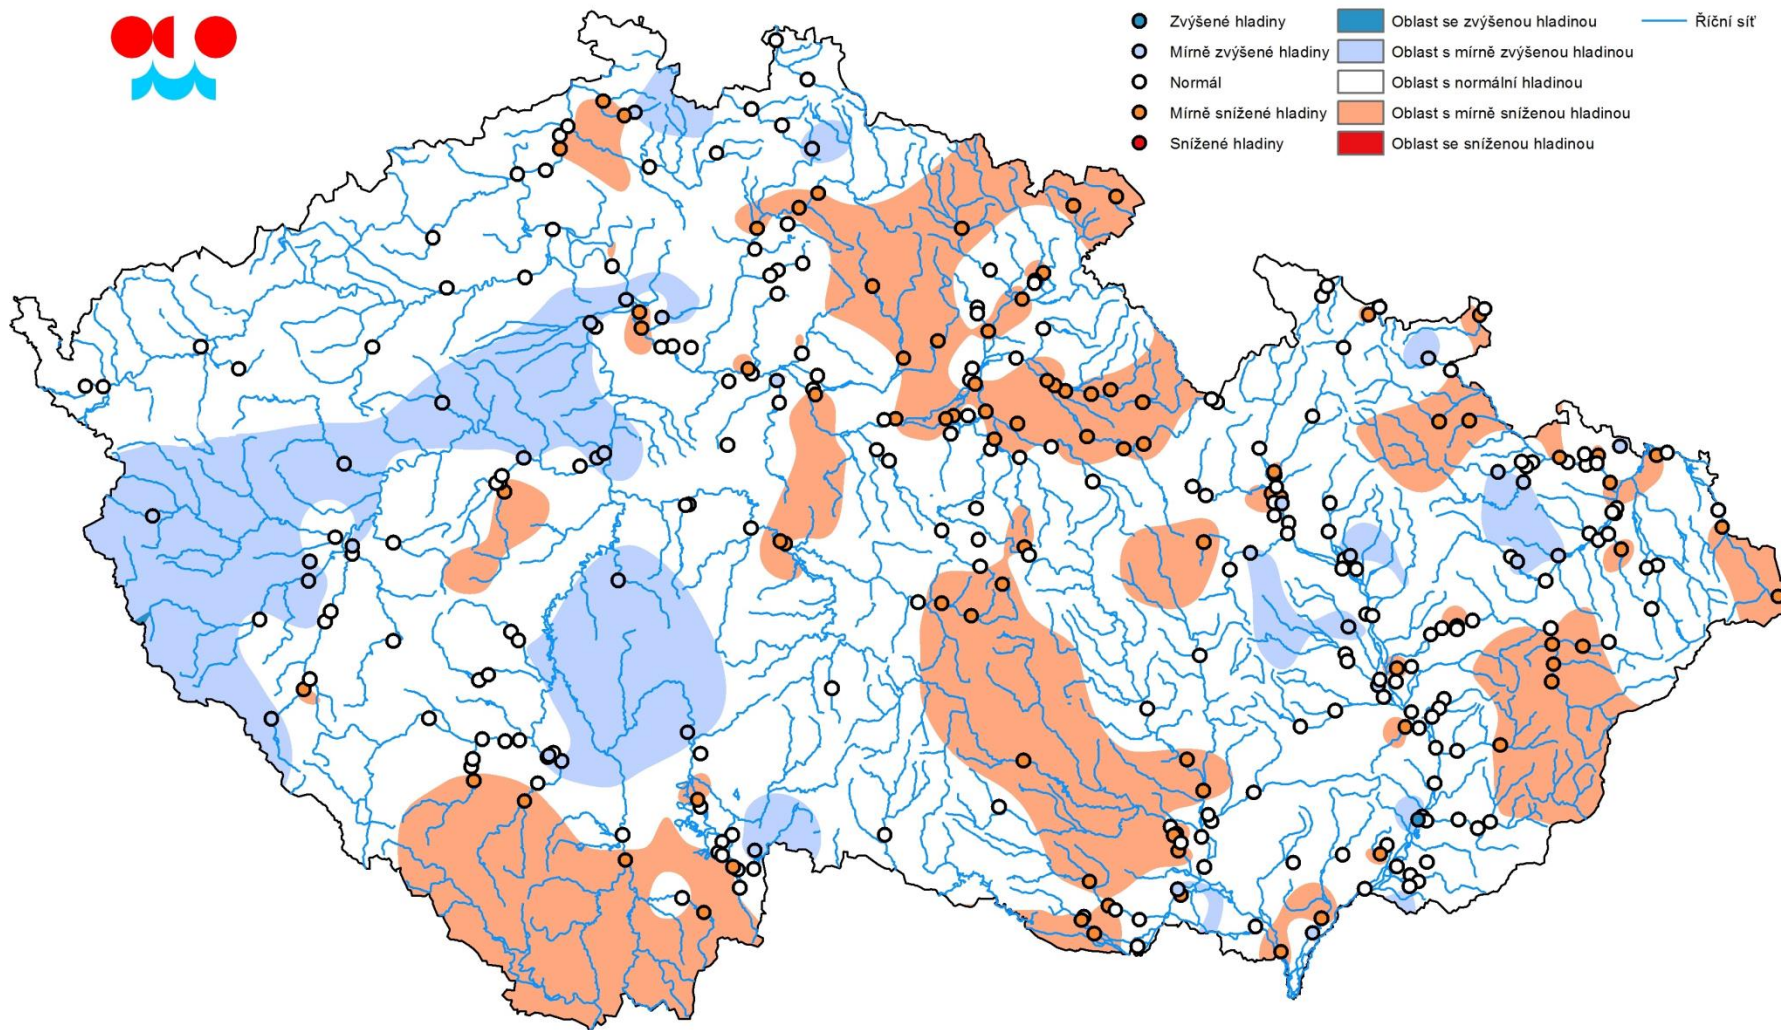 Zvýšené hladiny
Mírně zvýšené hladiny
Normál
Mírně snížené hladiny
Snížené hladiny
Oblast se zvýšenou hladinou
Oblast s mírně zvýšenou hladinou
Oblast s normální hladinou
Oblast s mírně sníženou hladinou
Oblast se sníženou hladinou
Říční síť